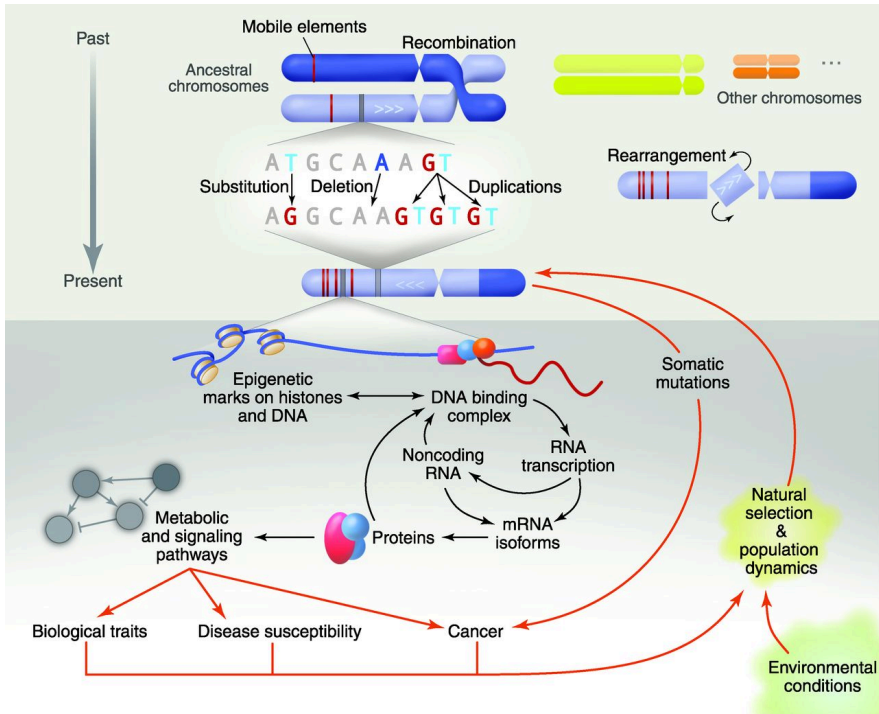 Past
Mobile elements
Recombination
Ancestral
chromosomes
>>>
...
Other chromosomes
Rearrangement
>>>
A T G C A A A G T
Substitution
Deletion
Duplications
A G G C A A G T G T G T
Present
<<<
Epigenetic
marks on histones
and DNA
DNA binding
complex
Somatic
mutations
Noncoding
RNA
RNA
transcription
Metabolic
and signaling
pathways
Proteins
mRNA
isoforms
Natural
selection
&
population
dynamics
Biological traits
Disease susceptibility
Cancer
Environmental
conditions